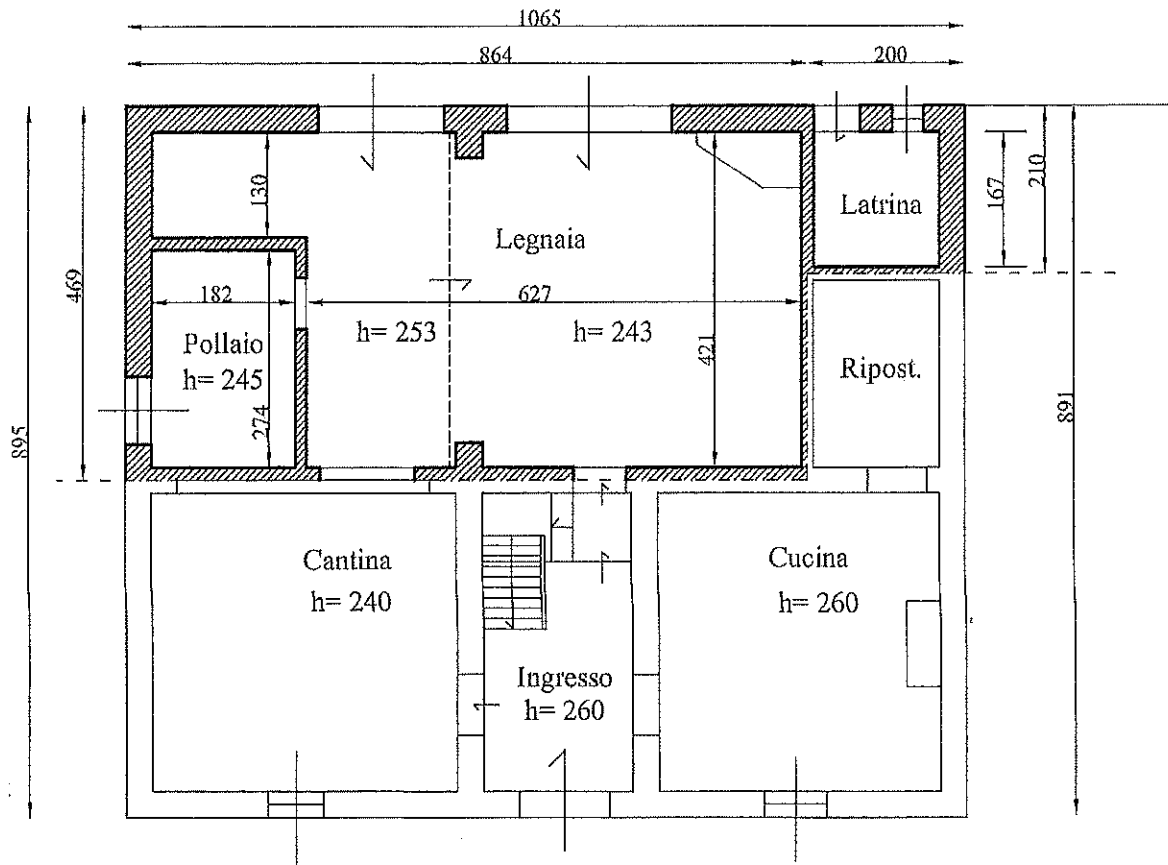 1065
864
200
130
Legnaia
Latrina
167
210
469
182
627
Pollaio
h= 245
h= 253
h= 243
421
Ripost.
274
895
891
Cantina
h= 240
Cucina
h= 260
Ingresso
h= 260